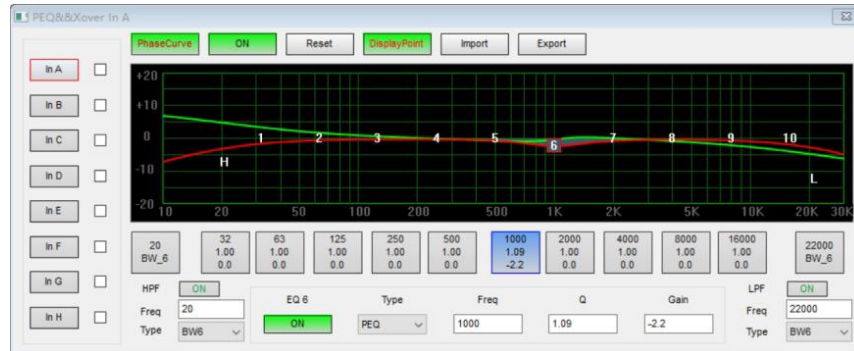 PEQ&&Xover In A
PhaseCurve ON Reset DisplayPoint Import Export
In A
In B
In C
In D
In E
In F
In G
In H
+20
+10
0
-10
-20
1 2 3 4 5 6 7 8 9 10
H L
10 20 50 100 200 500 1K 2K 5K 10K 20K 30K
20 32 63 125 250 500 1000 2000 4000 8000 16000 22000
BW_6 1.00 1.00 1.00 1.00 1.00 1.09 1.00 1.00 1.00 1.00 BW_6
0.0 0.0 0.0 0.0 0.0 -2.2 0.0 0.0 0.0 0.0
HPF ON
Freq 20
Type BW6
EQ 6 Type Freq Q Gain
ON PEQ 1000 1.09 -2.2
LPF ON
Freq 22000
Type BW6